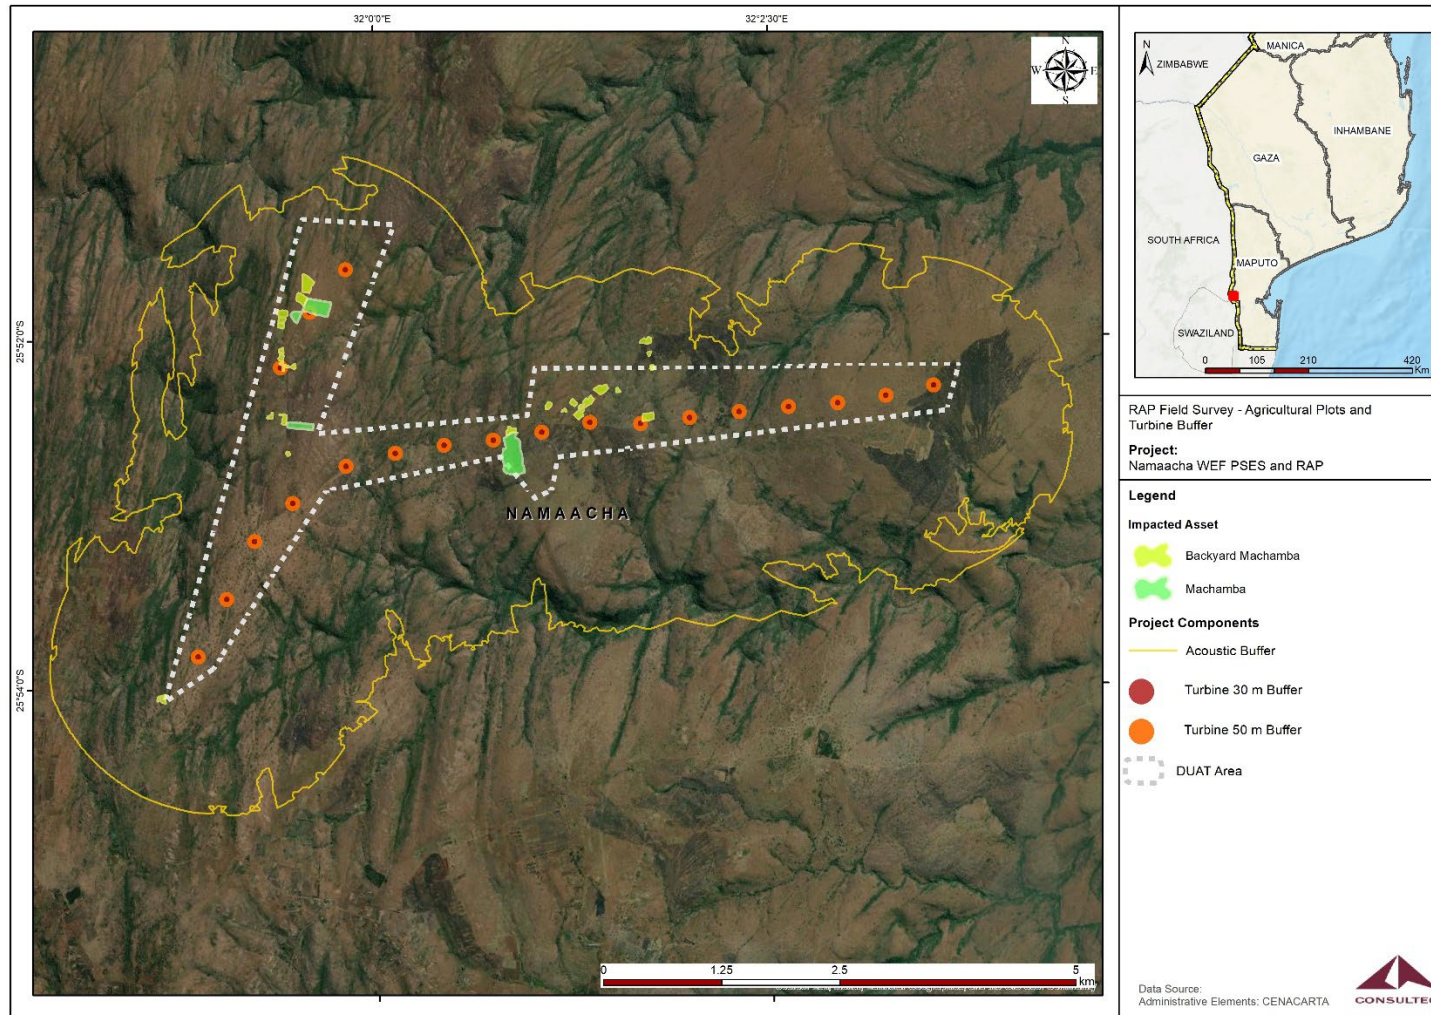 32°0'0"E
32°2'30"E
N
W
E
S
25°52'0"S
25°54'0"S
NAMAACHA
0
1.25
2.5
5
km
N
MANICA
ZIMBABWE
INHAMBANE
GAZA
SOUTH AFRICA
MAPUTO
SWAZILAND
0
105
210
420
Km
RAP Field Survey - Agricultural Plots and
Turbine Buffer
Project:
Namaacha WEF PSES and RAP
Legend
Impacted Asset
Backyard Machamba
Machamba
Project Components
Acoustic Buffer
Turbine 30 m Buffer
Turbine 50 m Buffer
DUAT Area
Data Source:
Administrative Elements: CENACARTA
CONSULTEC